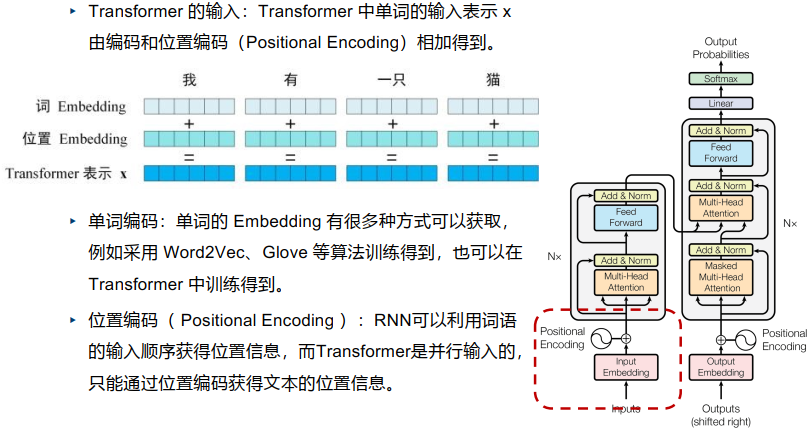 ▸ Transformer 的输入：Transformer 中单词的输入表示 x
由编码和位置编码（Positional Encoding）相加得到。
我 有 一只 猫
词 Embedding
+ + + +
位置 Embedding
= = = =
Transformer 表示 x
▸ 单词编码：单词的 Embedding 有很多种方式可以获取，
例如采用 Word2Vec、Glove 等算法训练得到，也可以在
Transformer 中训练得到。
▸ 位置编码（ Positional Encoding ）：RNN可以利用词语
的输入顺序获得位置信息，而Transformer是并行输入的，
只能通过位置编码获得文本的位置信息。
Output
Probabilities
Softmax
Linear
Add & Norm
Feed
Forward
Add & Norm
Multi-Head
Attention
N×
Add & Norm
Masked
Multi-Head
Attention
Positional
Encoding
Output
Embedding
Outputs
(shifted right)
Add & Norm
Feed
Forward
N×
Add & Norm
Multi-Head
Attention
Positional
Encoding
Input
Embedding
Inputs